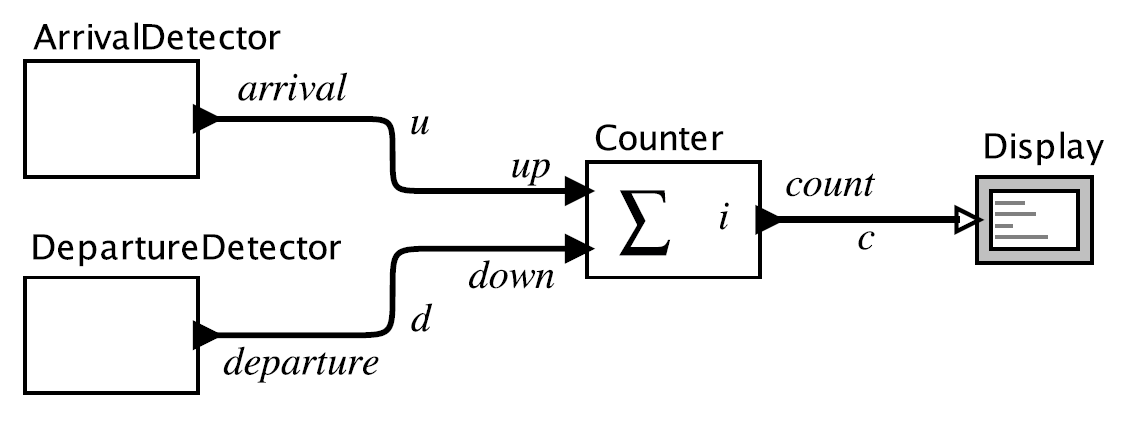 ArrivalDetector
arrival
u
up
Counter
∑ i
count
c
Display
DepartureDetector
down
d
departure